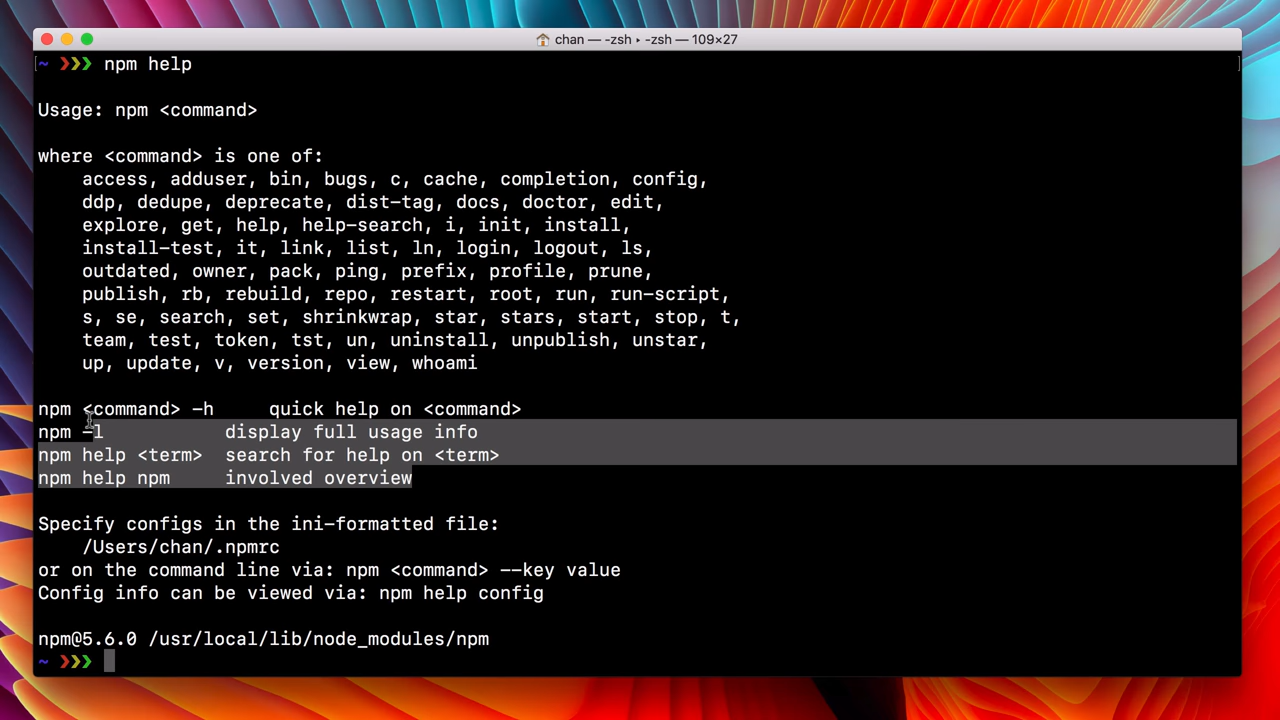 chan — -zsh ▸ -zsh — 109×27
~ ❯❯❯ npm help
Usage: npm <command>
where <command> is one of:
    access, adduser, bin, bugs, c, cache, completion, config,
    ddp, dedupe, deprecate, dist-tag, docs, doctor, edit,
    explore, get, help, help-search, i, init, install,
    install-test, it, link, list, ln, login, logout, ls,
    outdated, owner, pack, ping, prefix, profile, prune,
    publish, rb, rebuild, repo, restart, root, run, run-script,
    s, se, search, set, shrinkwrap, star, stars, start, stop, t,
    team, test, token, tst, un, uninstall, unpublish, unstar,
    up, update, v, version, view, whoami
npm <command> -h     quick help on <command>
npm -l           display full usage info
npm help <term>  search for help on <term>
npm help npm     involved overview
Specify configs in the ini-formatted file:
    /Users/chan/.npmrc
or on the command line via: npm <command> --key value
Config info can be viewed via: npm help config
npm@5.6.0 /usr/local/lib/node_modules/npm
~ ❯❯❯